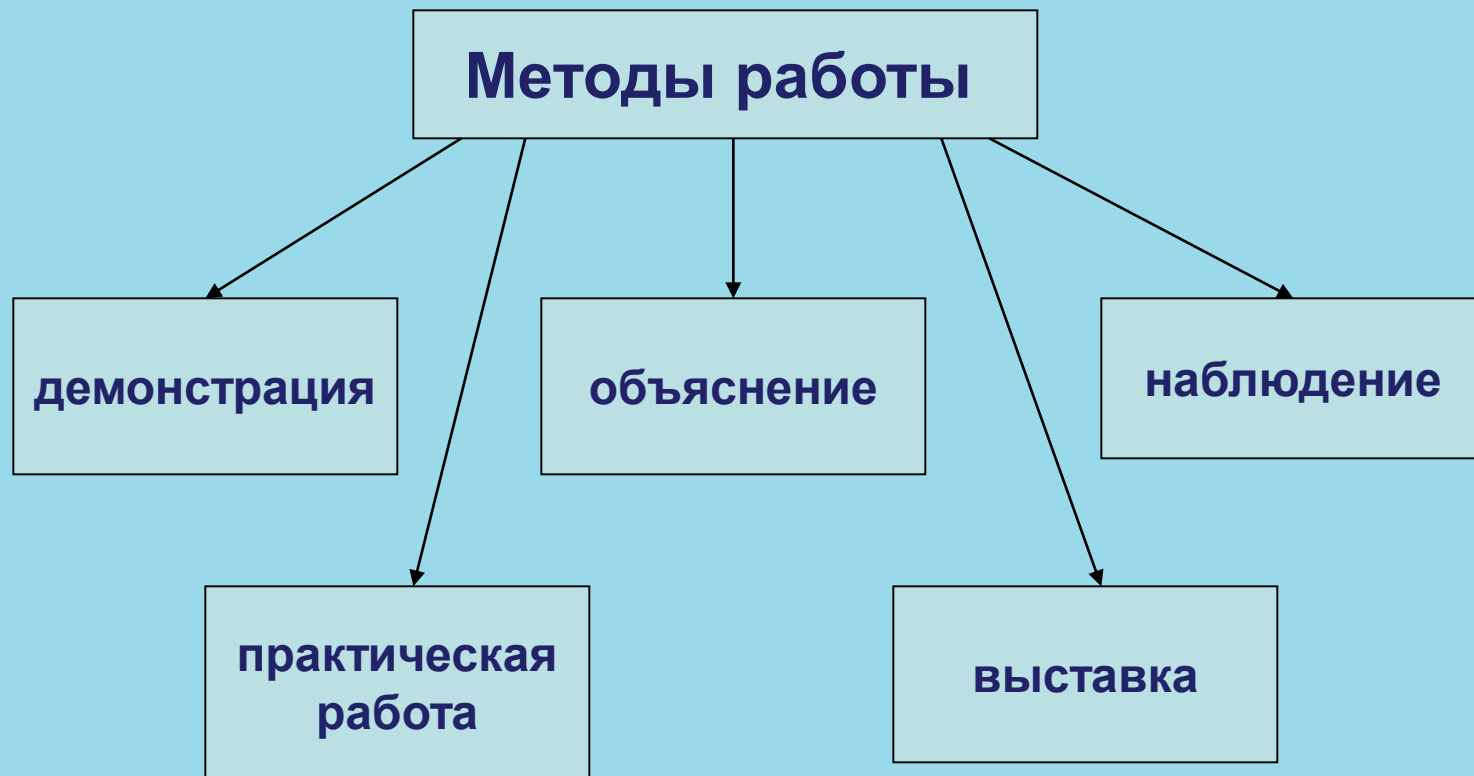 Методы работы
демонстрация
объяснение
наблюдение
практическая
работа
выставка